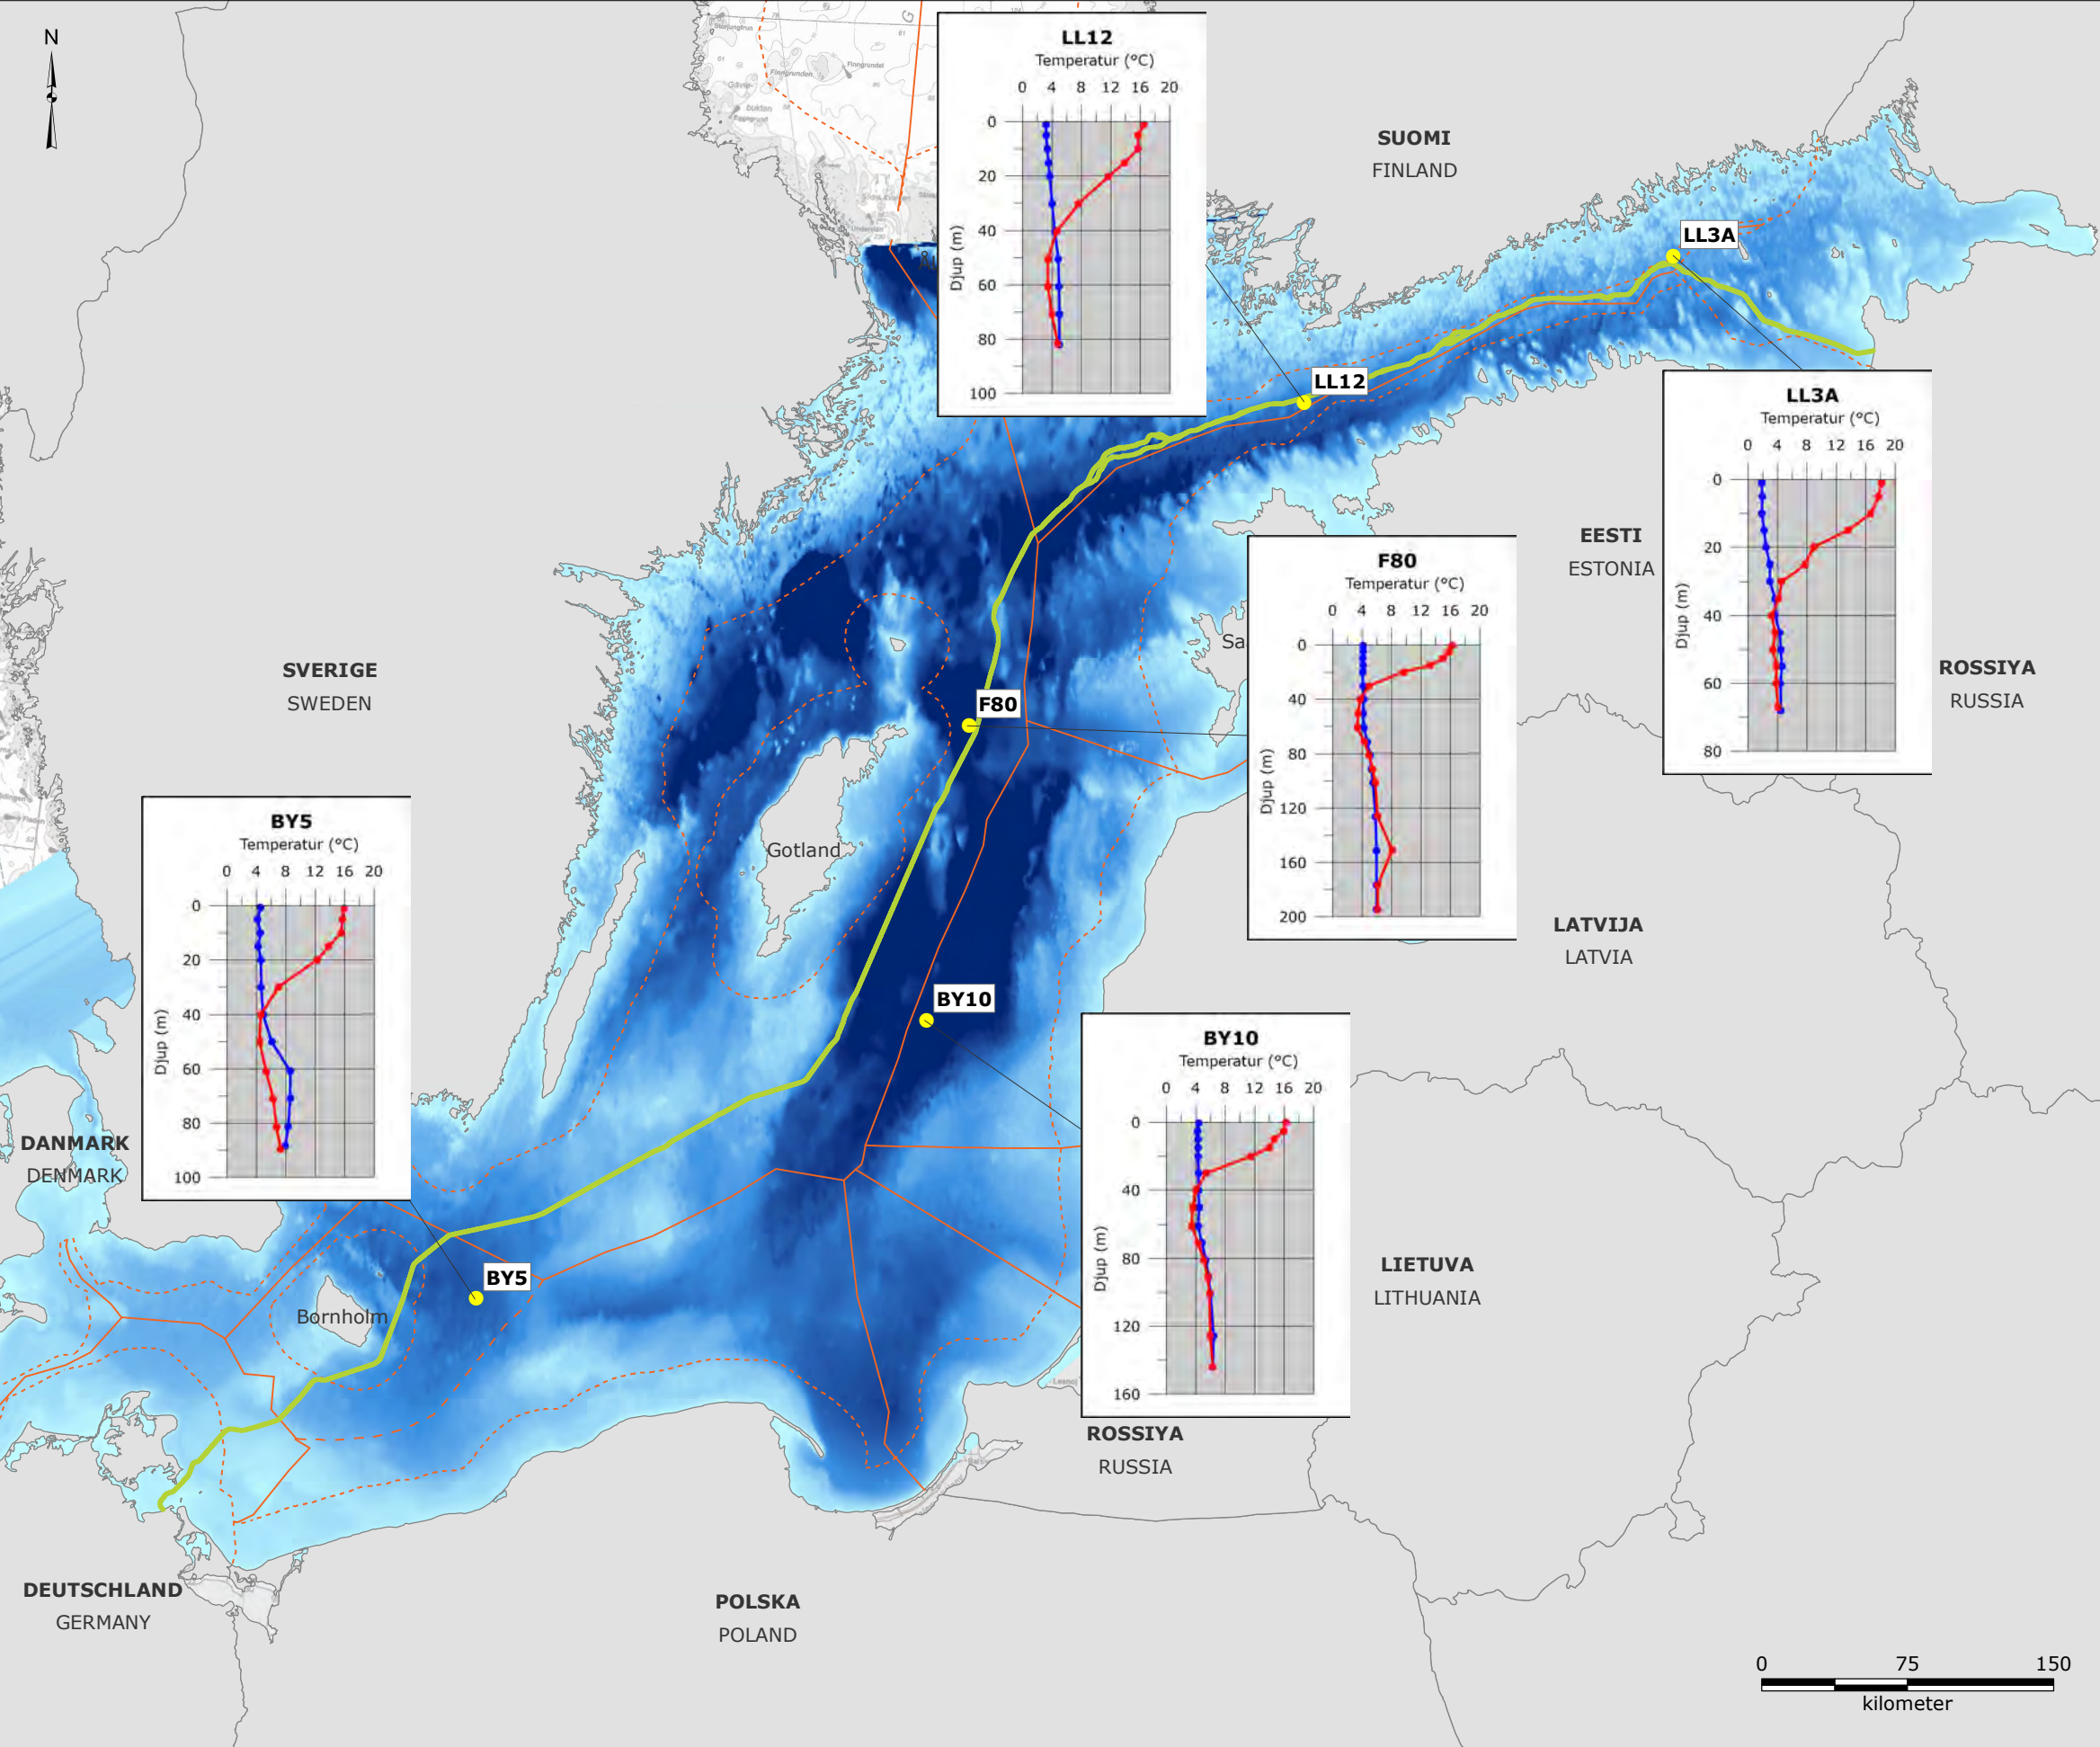 N
LL12
Temperatur (°C)
0 4 8 12 16 20
0
20
40
60
80
100
Djup (m)
SUOMI
FINLAND
LL3A
LL12
LL3A
Temperatur (°C)
0 4 8 12 16 20
0
20
40
60
80
Djup (m)
EESTI
ESTONIA
F80
Temperatur (°C)
0 4 8 12 16 20
0
40
80
120
160
200
Djup (m)
Sa
ROSSIYA
RUSSIA
SVERIGE
SWEDEN
F80
Gotland
BY5
Temperatur (°C)
0 4 8 12 16 20
0
20
40
60
80
100
Djup (m)
LATVIJA
LATVIA
BY10
BY10
Temperatur (°C)
0 4 8 12 16 20
0
40
80
120
160
Djup (m)
DANMARK
DENMARK
BY5
Bornholm
LIETUVA
LITHUANIA
ROSSIYA
RUSSIA
DEUTSCHLAND
GERMANY
POLSKA
POLAND
0 75 150
kilometer